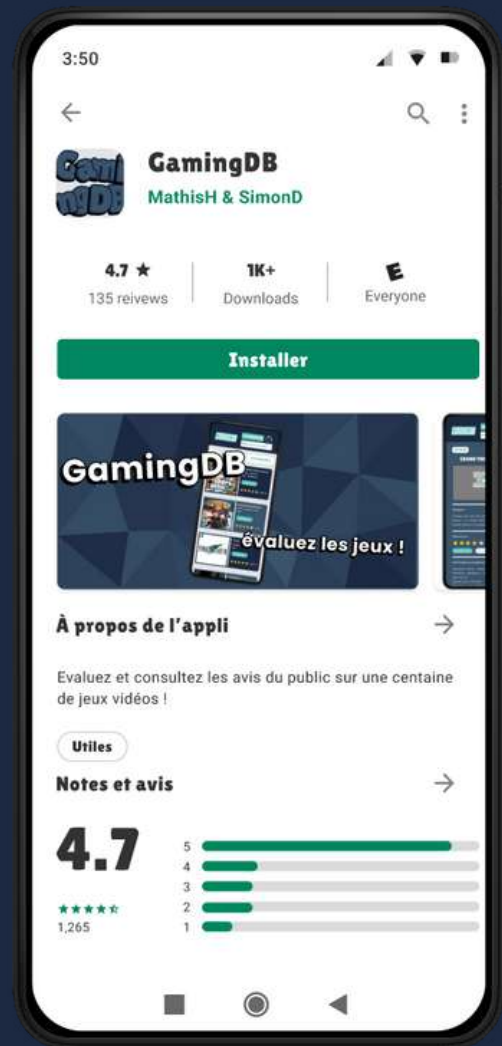 3:50
Gami
ngDB
GamingDB
MathisH & SimonD
4.7 ★
135 reivews
1K+
Downloads
E
Everyone
Installer
GamingDB
évaluez les jeux !
À propos de l'appli
Evaluez et consultez les avis du public sur une centaine
de jeux vidéos !
Utiles
Notes et avis
4.7
1,265
5
4
3
2
1